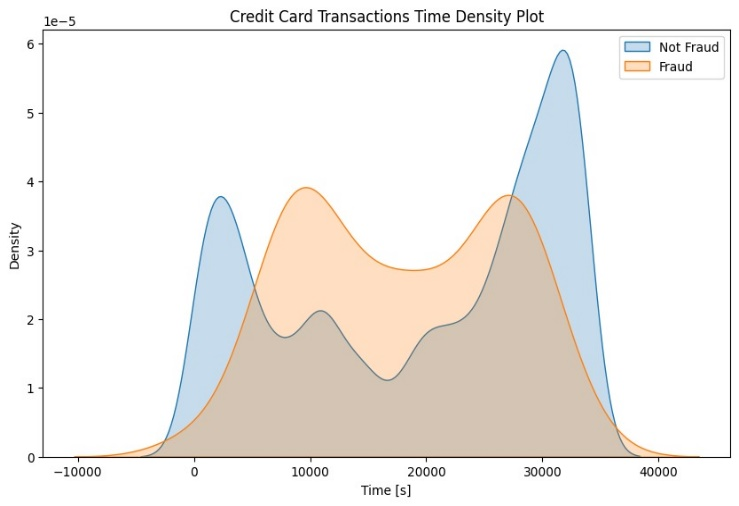 Credit Card Transactions Time Density Plot
1e−5
Not Fraud
Fraud
6
5
4
3
2
1
0
Density
−10000 0 10000 20000 30000 40000
Time [s]